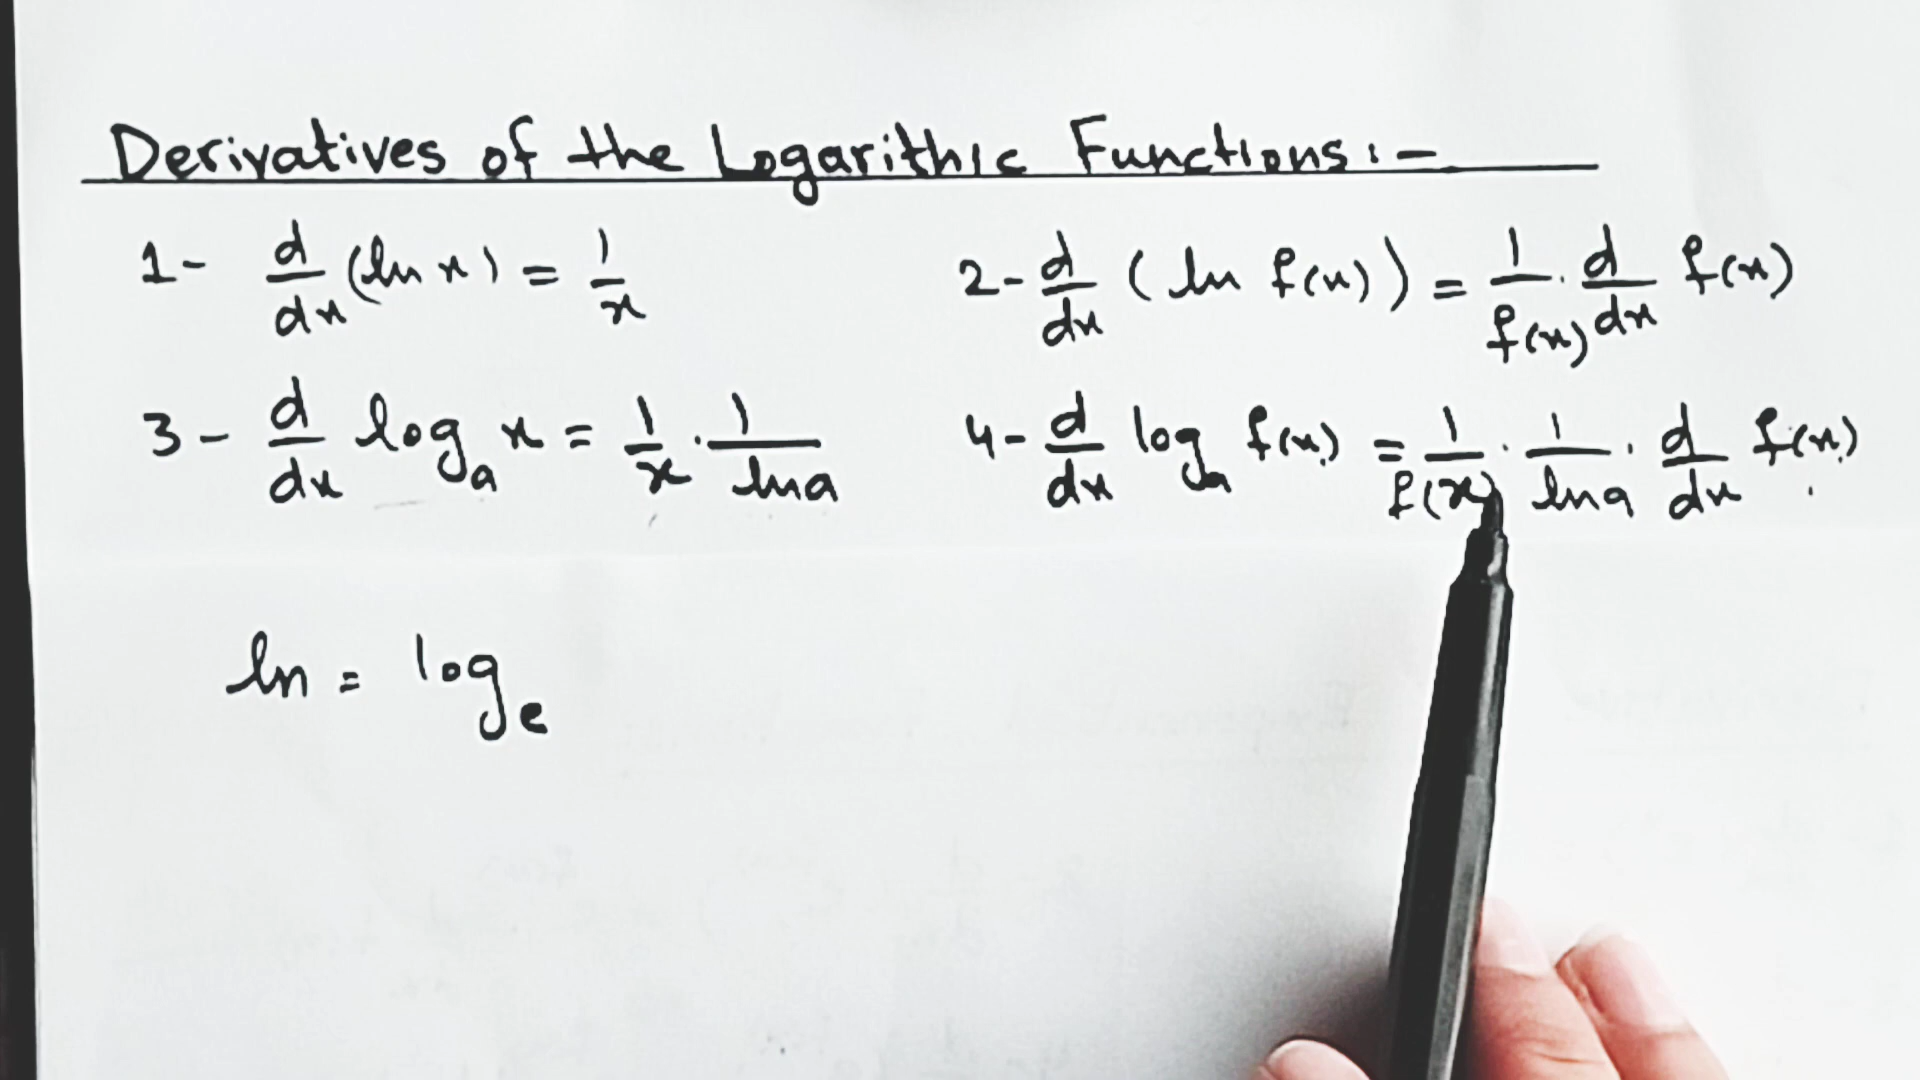 Derivatives of the Logarithic Functions:-
1- d/dx (ln x) = 1/x
2- d/dx (ln f(x)) = 1/f(x) . d/dx f(x)
3- d/dx log_a x = 1/x . 1/ln a
4- d/dx log_a f(x) = 1/f(x) . 1/ln a . d/dx f(x)
ln = log_e